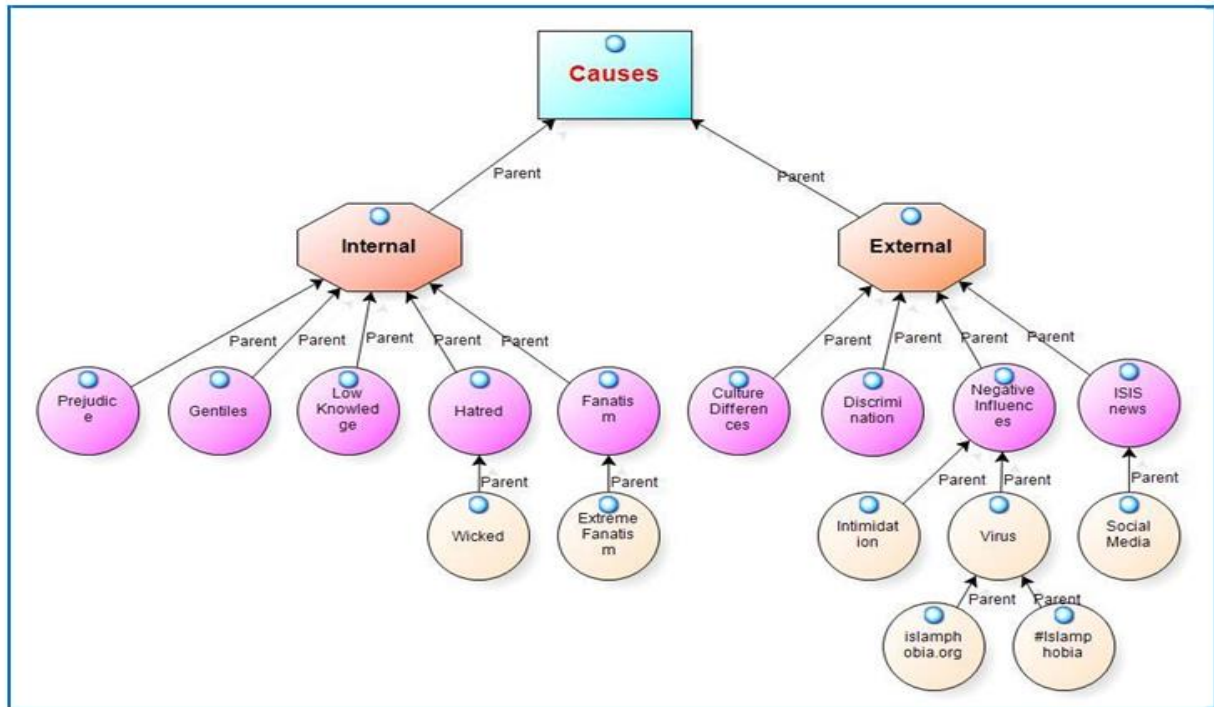 Causes
Parent
Parent
Internal
External
Parent
Parent
Parent
Parent
Parent
Parent
Parent
Parent
Parent
Prejudic
e
Gentiles
Low
Knowled
ge
Hatred
Fanatis
m
Culture
Differen
ces
Discrimi
nation
Negative
Influenc
es
ISIS
news
Parent
Parent
Parent
Parent
Parent
Wicked
Extreme
Fanatis
m
Intimidat
ion
Virus
Social
Media
Parent
Parent
islamph
obia.org
#Islamp
hobia